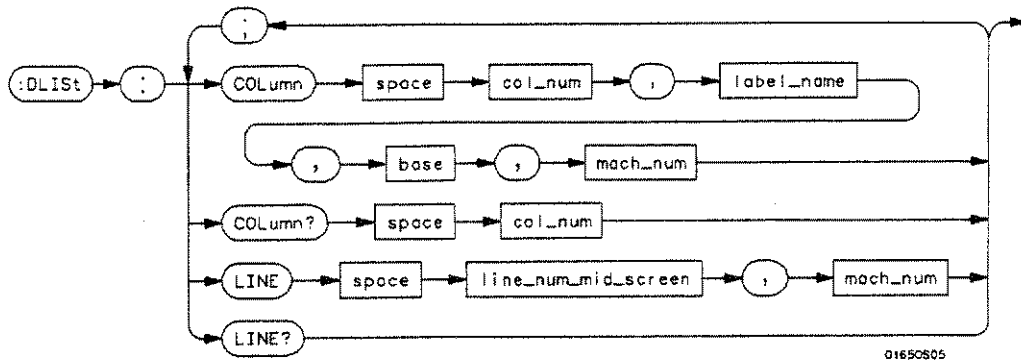 ;
:DLISt : COLumn space col_num , label_name
, base , mach_num
COLumn? space col_num
LINE space line_num_mid_screen , mach_num
LINE?
01650S05